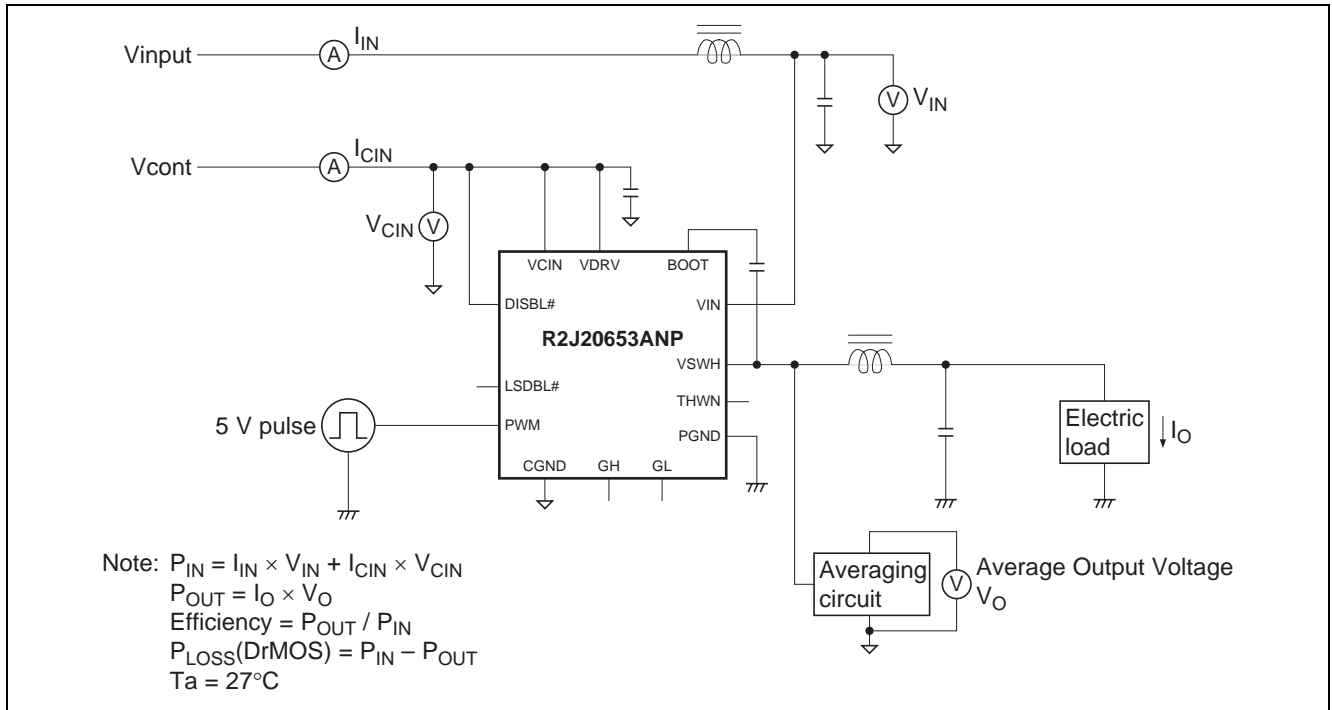 Vinput A I_IN
V V_IN
Vcont A I_CIN
V_CIN V
VCIN VDRV BOOT
DISBL# VIN
R2J20653ANP
VSWH
LSDBL# THWN
5 V pulse PWM PGND
CGND GH GL
Electric
load
I_O
Note: P_IN = I_IN × V_IN + I_CIN × V_CIN
P_OUT = I_O × V_O
Efficiency = P_OUT / P_IN
P_LOSS(DrMOS) = P_IN – P_OUT
Ta = 27°C
Averaging
circuit
V Average Output Voltage
V_O